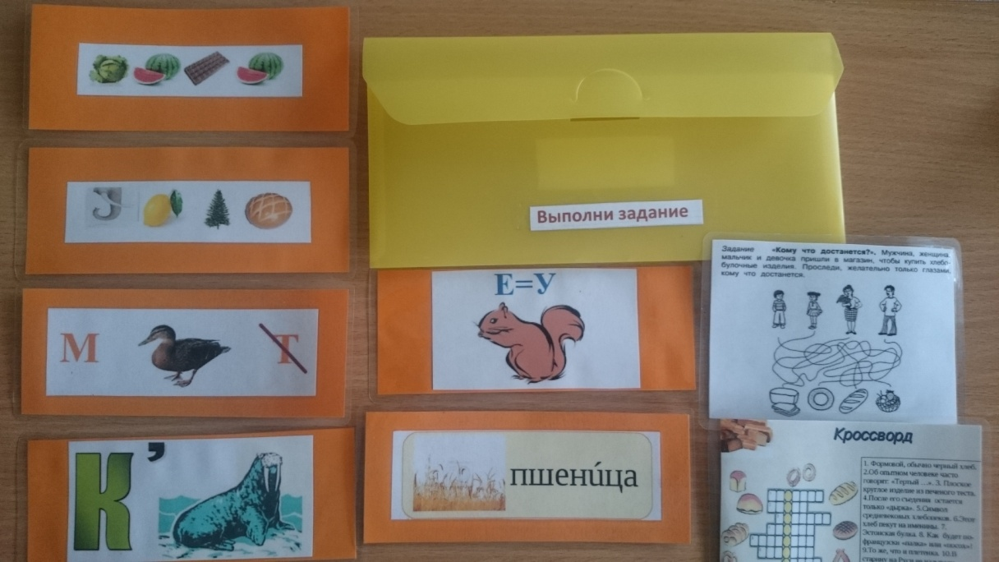 Выполни задание
М
Т
К ’
Е=У
пшени́ца
Задание «Кому что достанется?». Мужчина, женщина,
мальчик и девочка пришли в магазин, чтобы купить хлебо-
булочные изделия. Проследи, желательно только глазами,
кому что достанется.
Кроссворд
1. Формовой, обычно черный хлеб.
2.Об опытном человеке часто
говорят: «Тертый ...». 3. Плоское
круглое изделие из печеного теста.
4.После его съедения остается
только «дырка». 5.Символ
средневековых хлебопеков. 6.Этот
хлеб пекут на именины. 7.
Эстонская булка. 8. Как будет по-
французски «палка» или «посох»?
9.То же, что и плетенка. 10.В
старину на Руси